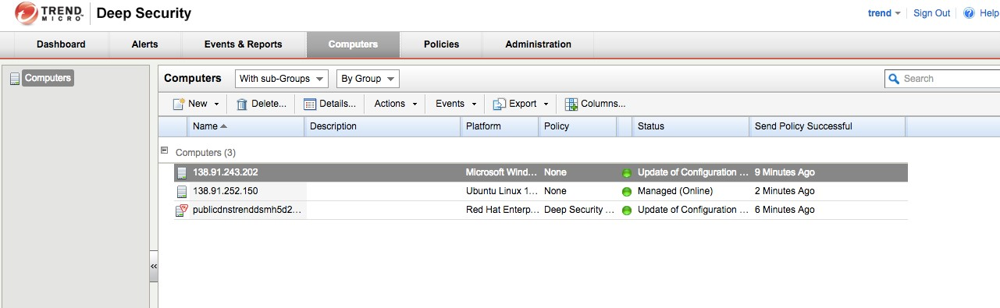 TREND MICRO Deep Security trend Sign Out Help
Dashboard Alerts Events & Reports Computers Policies Administration
Computers
Computers With sub-Groups By Group Search
New Delete... Details... Actions Events Export Columns...
Name Description Platform Policy Status Send Policy Successful
Computers (3)
138.91.243.202 Microsoft Wind... None Update of Configuration ... 9 Minutes Ago
138.91.252.150 Ubuntu Linux 1... None Managed (Online) 2 Minutes Ago
publicdnstrenddsmh5d2... Red Hat Enterp... Deep Security ... Update of Configuration ... 6 Minutes Ago